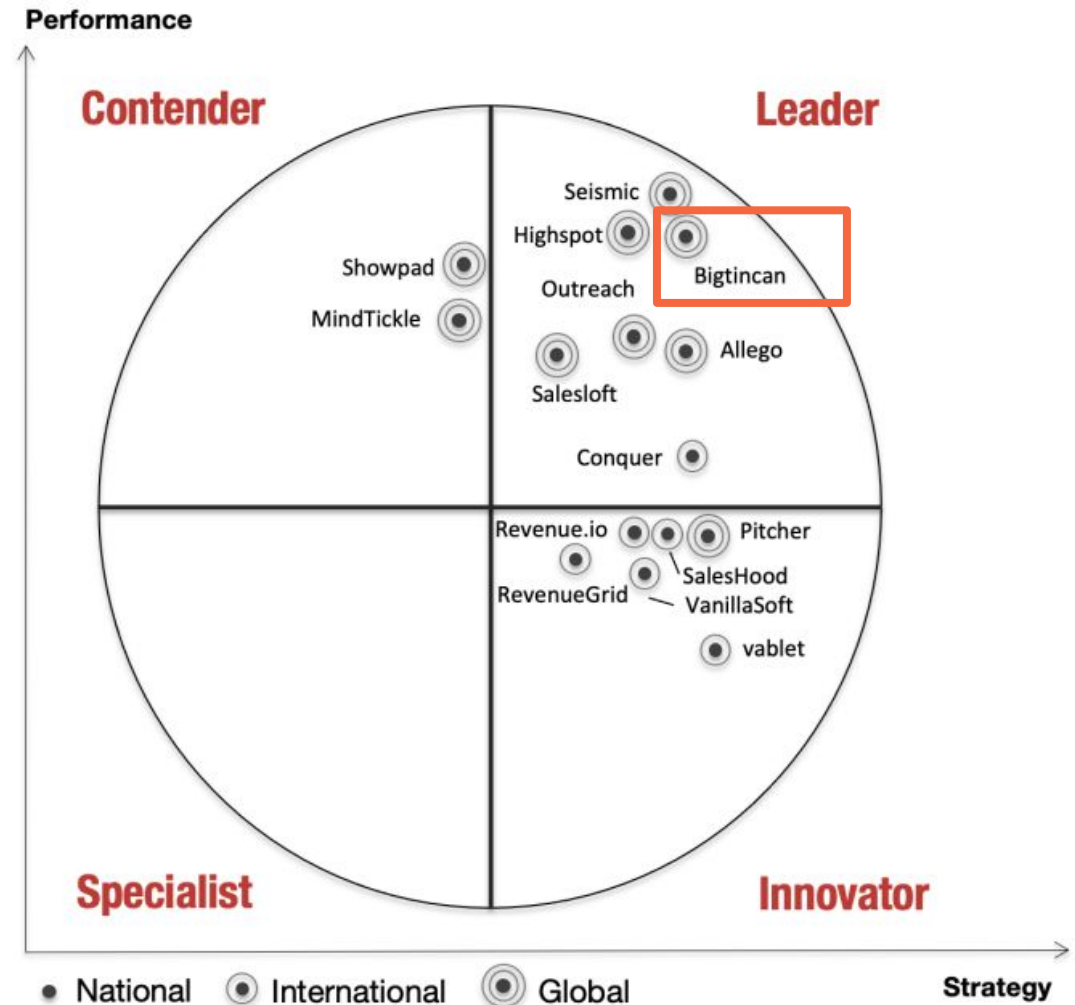 Performance
Contender
Leader
Seismic
Highspot
Bigtincan
Showpad
Outreach
MindTickle
Allego
Salesloft
Conquer
Revenue.io
Pitcher
SalesHood
RevenueGrid
VanillaSoft
vablet
Specialist
Innovator
National International Global
Strategy